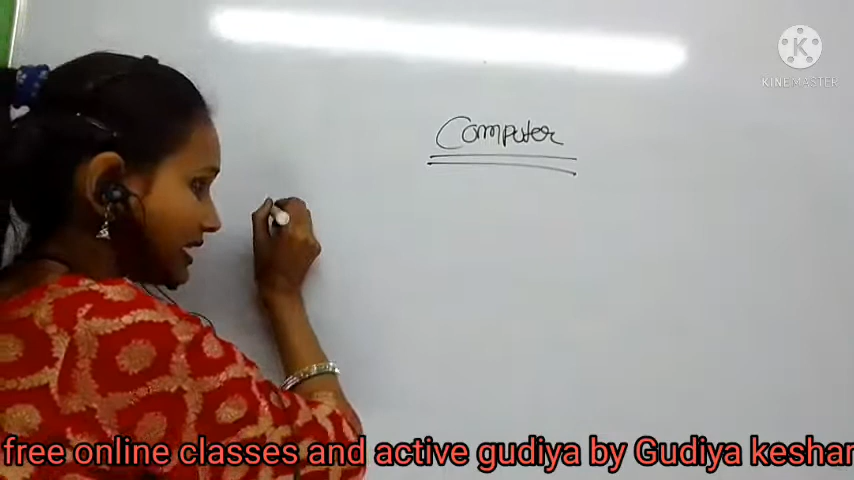 KINEMASTER
Computer
free online classes and active gudiya by Gudiya keshar